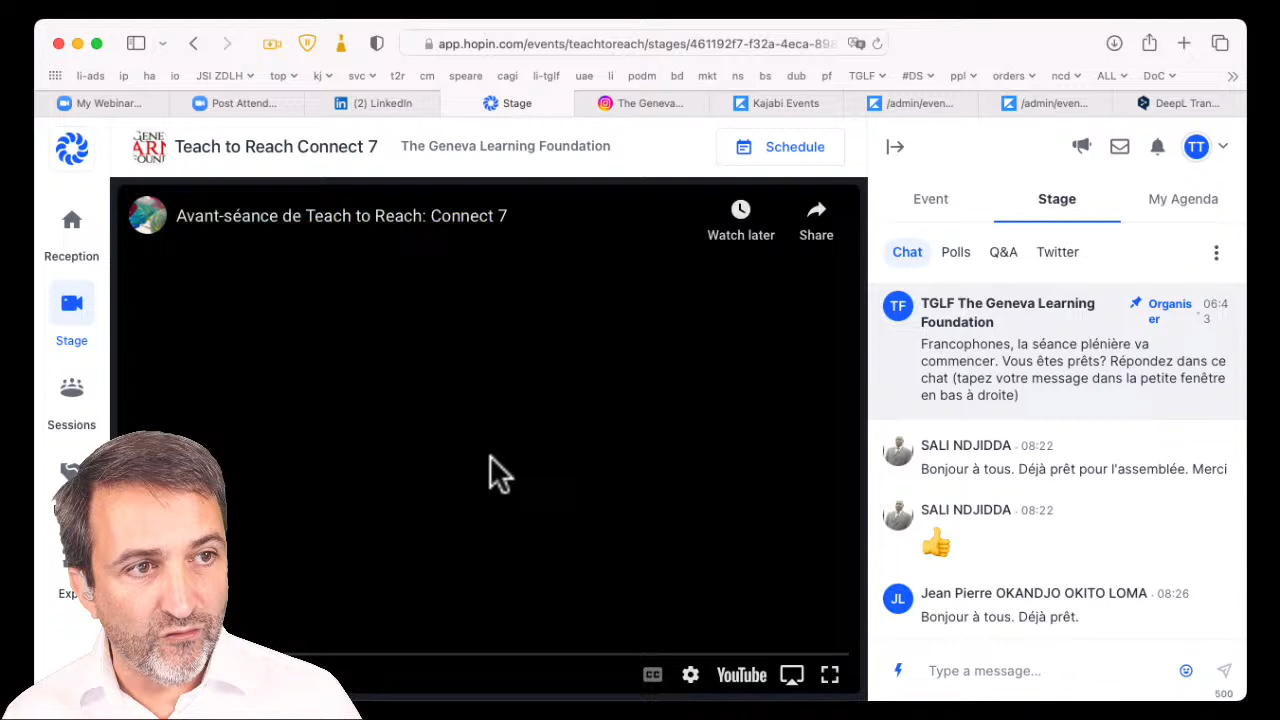 app.hopin.com/events/teachtoreach/stages/461192f7-f32a-4eca-898
li-ads ip ha io JSI ZDLH top kj svc t2r cm speare cagi li-tglf uae li podm bd mkt ns bs dub pf TGLF #DS ppl orders ncd ALL DoC
My Webinar... Post Attend... (2) LinkedIn Stage The Geneva... Kajabi Events /admin/even... /admin/even... DeepL Tran...
Teach to Reach Connect 7 The Geneva Learning Foundation Schedule TT
Avant-séance de Teach to Reach: Connect 7
Watch later Share
Reception
Stage
Sessions
Exp
YouTube
CC
Event Stage My Agenda
Chat Polls Q&A Twitter
TF TGLF The Geneva Learning Foundation Organiser 06:43
Francophones, la séance plénière va
commencer. Vous êtes prêts? Répondez dans ce
chat (tapez votre message dans la petite fenêtre
en bas à droite)
SALI NDJIDDA 08:22
Bonjour à tous. Déjà prêt pour l'assemblée. Merci
SALI NDJIDDA 08:22
👍
JL Jean Pierre OKANDJO OKITO LOMA 08:26
Bonjour à tous. Déjà prêt.
Type a message...
500